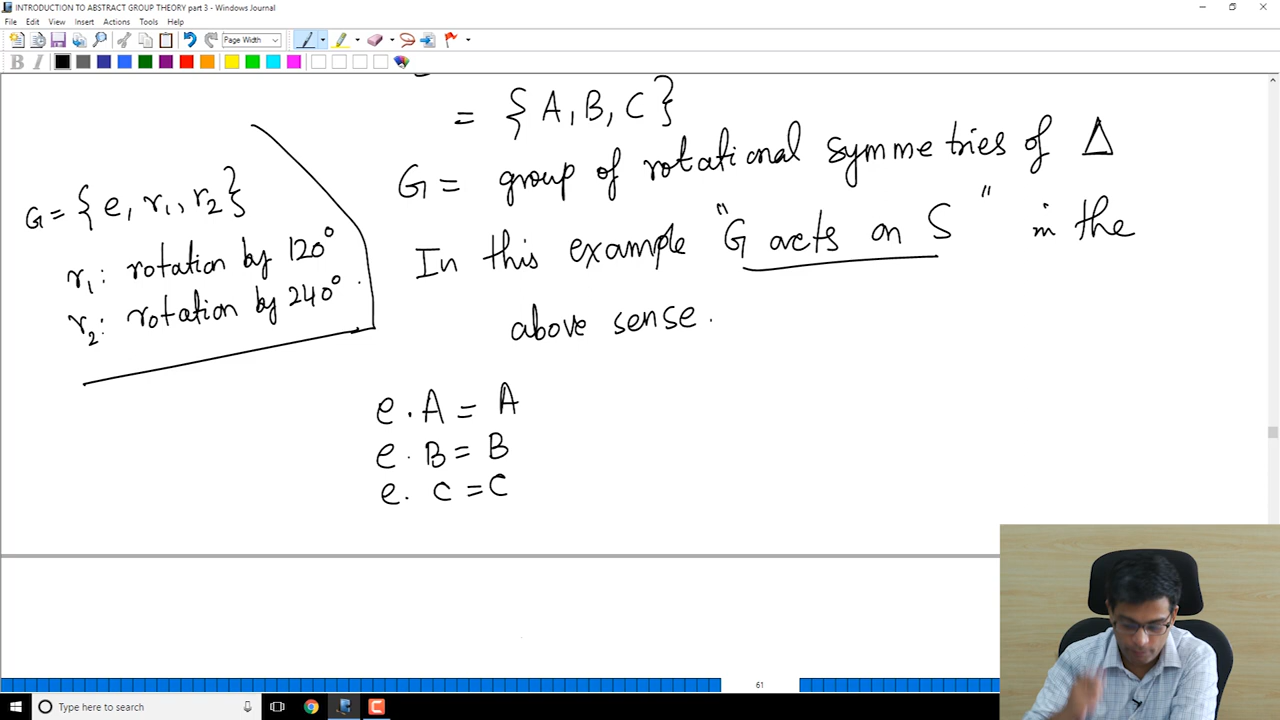 INTRODUCTION TO ABSTRACT GROUP THEORY part 3 - Windows Journal
File Edit View Insert Actions Tools Help
Page Width
B I
= {A, B, C}
G = group of rotational symmetries of Δ
In this example "G acts on S" in the
above sense.
G = {e, r₁, r₂}
r₁: rotation by 120°
r₂: rotation by 240°.
e · A = A
e · B = B
e · C = C
61
Type here to search